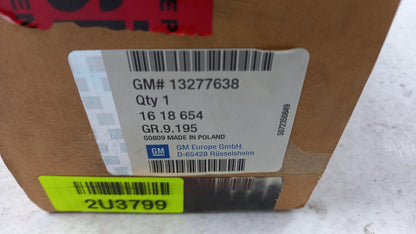 GM# 13277638
Qty 1
16 18 654
GR.9.195
S0809 MADE IN POLAND
GM
GM Europe GmbH,
D-65428 Rüsselsheim
S072350849
2U3799